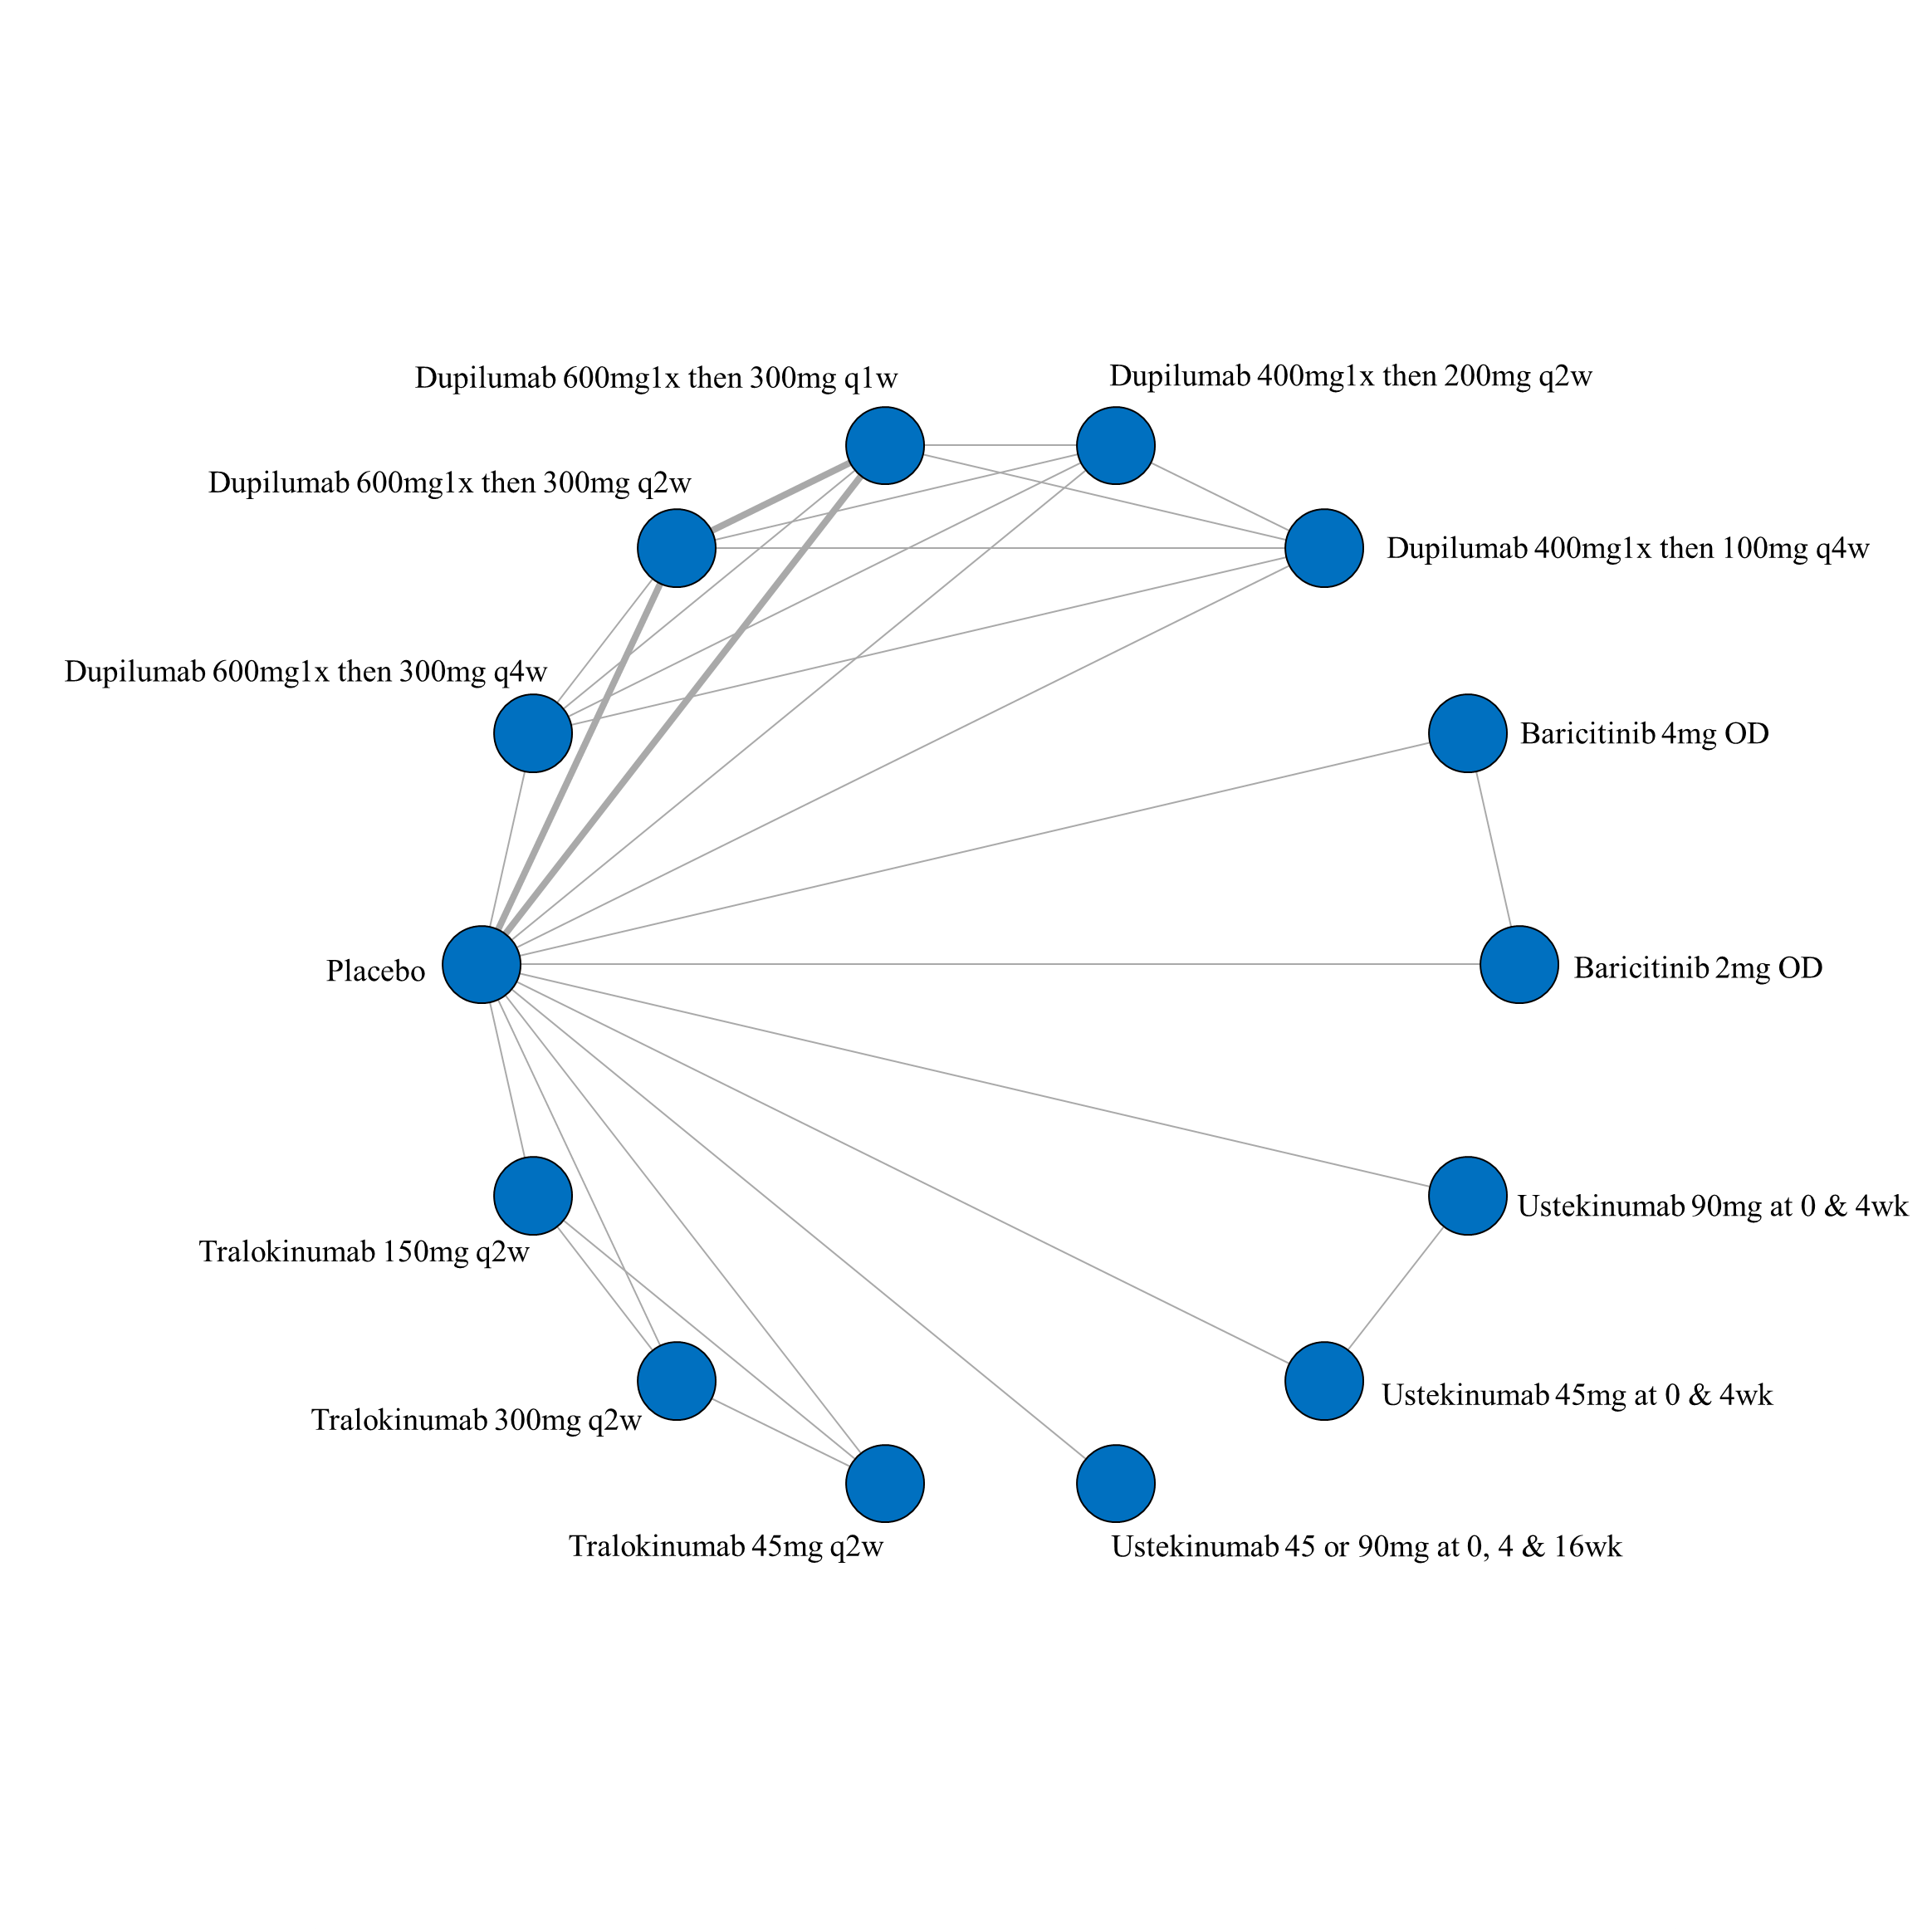 Dupilumab 600mg1x then 300mg q1w
Dupilumab 400mg1x then 200mg q2w
Dupilumab 600mg1x then 300mg q2w
Dupilumab 400mg1x then 100mg q4w
Dupilumab 600mg1x then 300mg q4w
Baricitinib 4mg OD
Placebo
Baricitinib 2mg OD
Ustekinumab 90mg at 0 & 4wk
Tralokinumab 150mg q2w
Ustekinumab 45mg at 0 & 4wk
Tralokinumab 300mg q2w
Tralokinumab 45mg q2w
Ustekinumab 45 or 90mg at 0, 4 & 16wk